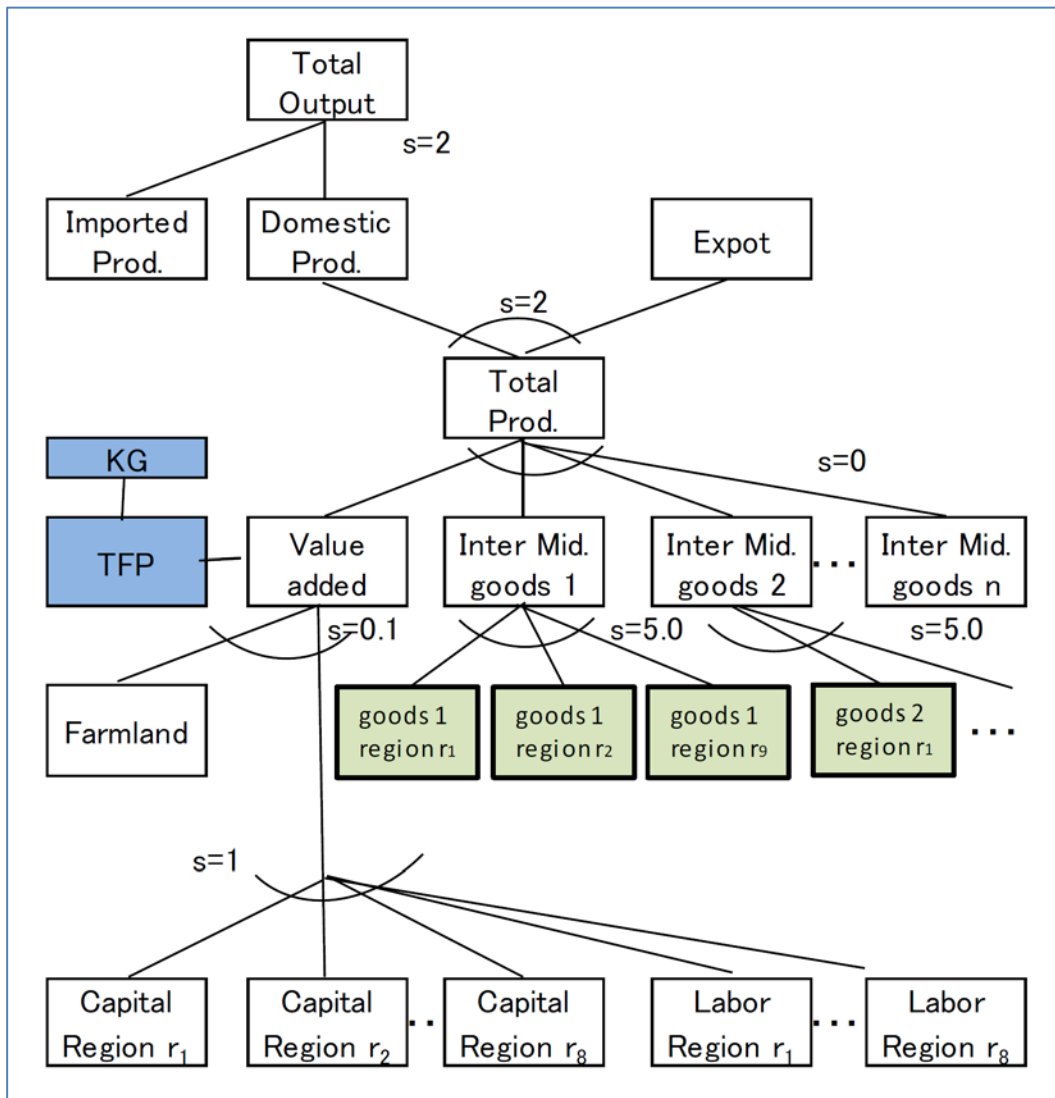 Total
Output
s=2
Imported
Prod.
Domestic
Prod.
Expot
s=2
Total
Prod.
KG
s=0
TFP
Value
added
Inter Mid.
goods 1
Inter Mid.
goods 2
...
Inter Mid.
goods n
s=0.1
s=5.0
s=5.0
Farmland
goods 1
region r1
goods 1
region r2
goods 1
region r9
goods 2
region r1
...
s=1
Capital
Region r1
Capital
Region r2
..
Capital
Region r8
Labor
Region r1
...
Labor
Region r8